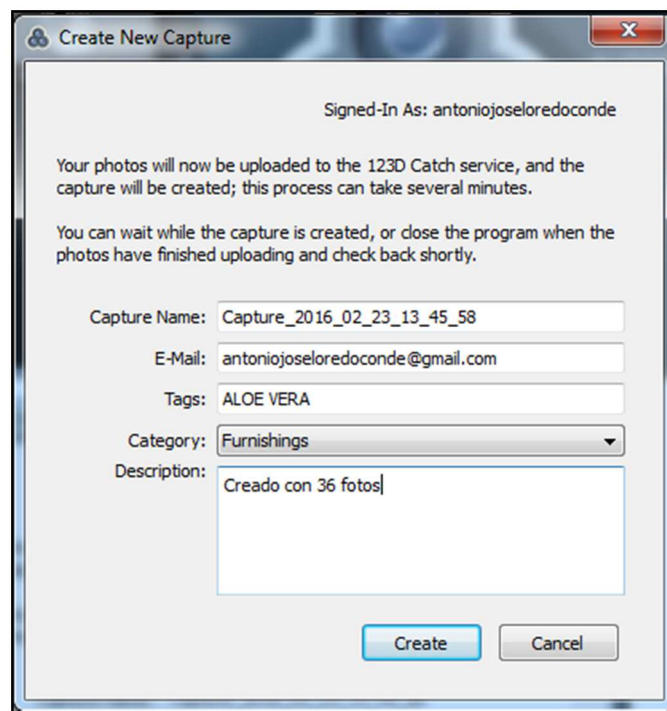 Create New Capture
Signed-In As: antoniojoseloredoconde
Your photos will now be uploaded to the 123D Catch service, and the
capture will be created; this process can take several minutes.
You can wait while the capture is created, or close the program when the
photos have finished uploading and check back shortly.
Capture Name: Capture_2016_02_23_13_45_58
E-Mail: antoniojoseloredoconde@gmail.com
Tags: ALOE VERA
Category: Furnishings
Description: Creado con 36 fotos
Create Cancel